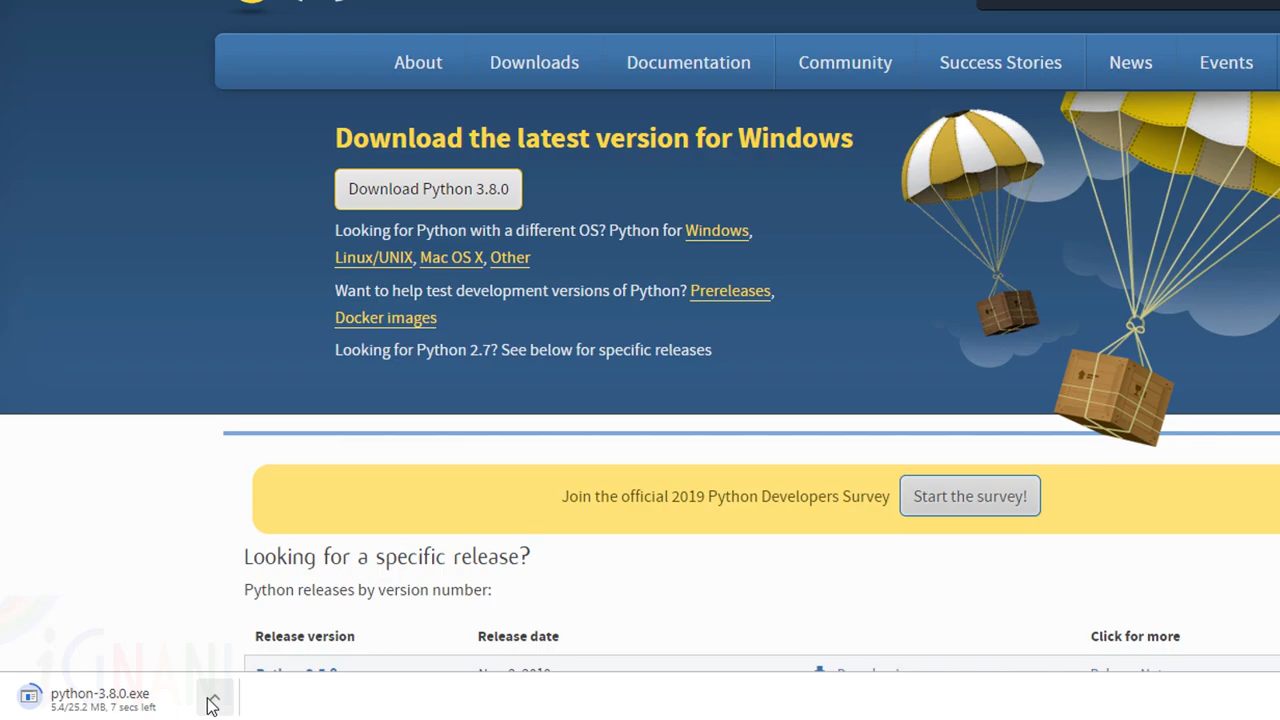 About Downloads Documentation Community Success Stories News Events
Download the latest version for Windows
Download Python 3.8.0
Looking for Python with a different OS? Python for Windows,
Linux/UNIX, Mac OS X, Other
Want to help test development versions of Python? Prereleases,
Docker images
Looking for Python 2.7? See below for specific releases
Join the official 2019 Python Developers Survey Start the survey!
Looking for a specific release?
Python releases by version number:
Release version Release date Click for more
python-3.8.0.exe
5.4/25.2 MB, 7 secs left